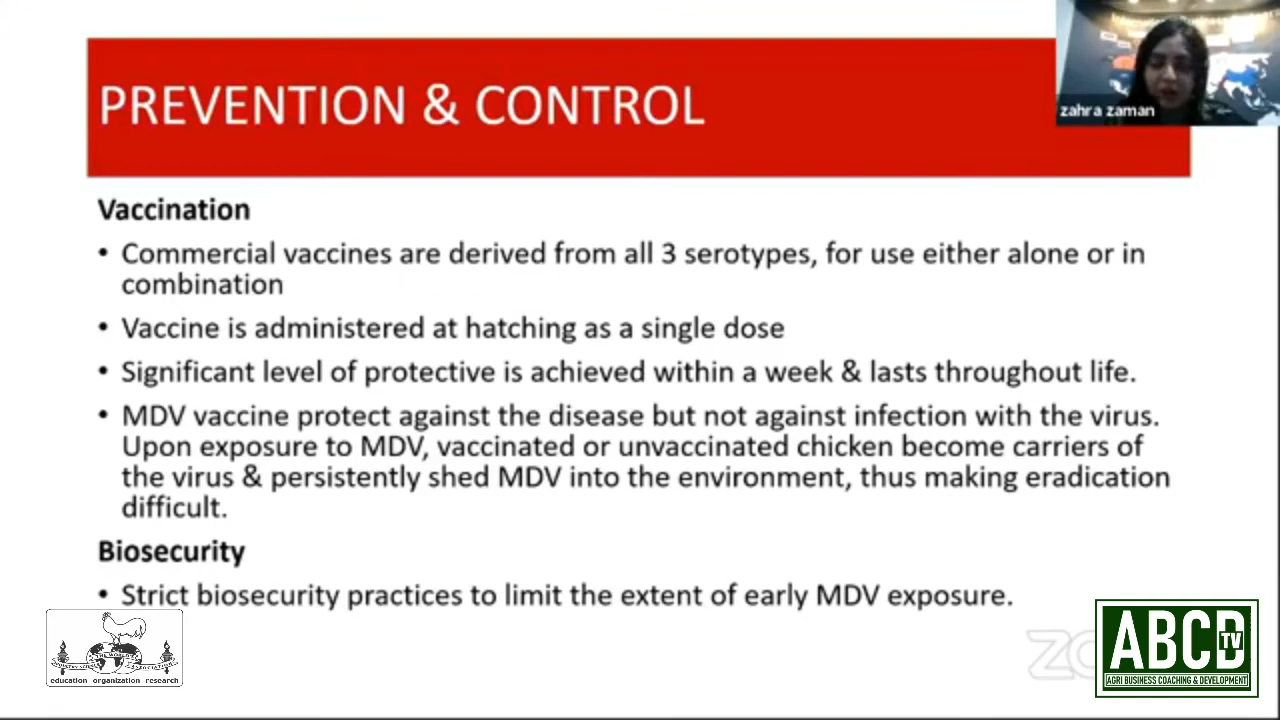 PREVENTION & CONTROL
zahra zaman
Vaccination
• Commercial vaccines are derived from all 3 serotypes, for use either alone or in
combination
• Vaccine is administered at hatching as a single dose
• Significant level of protective is achieved within a week & lasts throughout life.
• MDV vaccine protect against the disease but not against infection with the virus.
Upon exposure to MDV, vaccinated or unvaccinated chicken become carriers of
the virus & persistently shed MDV into the environment, thus making eradication
difficult.
Biosecurity
• Strict biosecurity practices to limit the extent of early MDV exposure.
education organization research
ABCD TV
AGRI BUSINESS COACHING & DEVELOPMENT